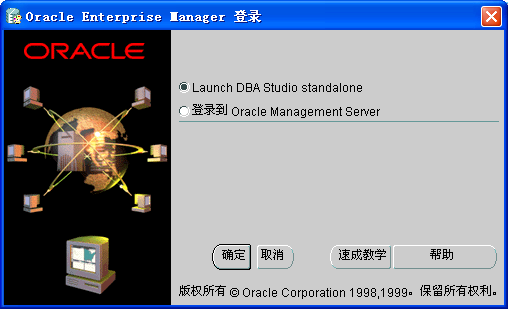 Oracle Enterprise Manager 登录
ORACLE
Launch DBA Studio standalone
登录到 Oracle Management Server
确定 取消 速成教学 帮助
版权所有 © Oracle Corporation 1998,1999。保留所有权利。